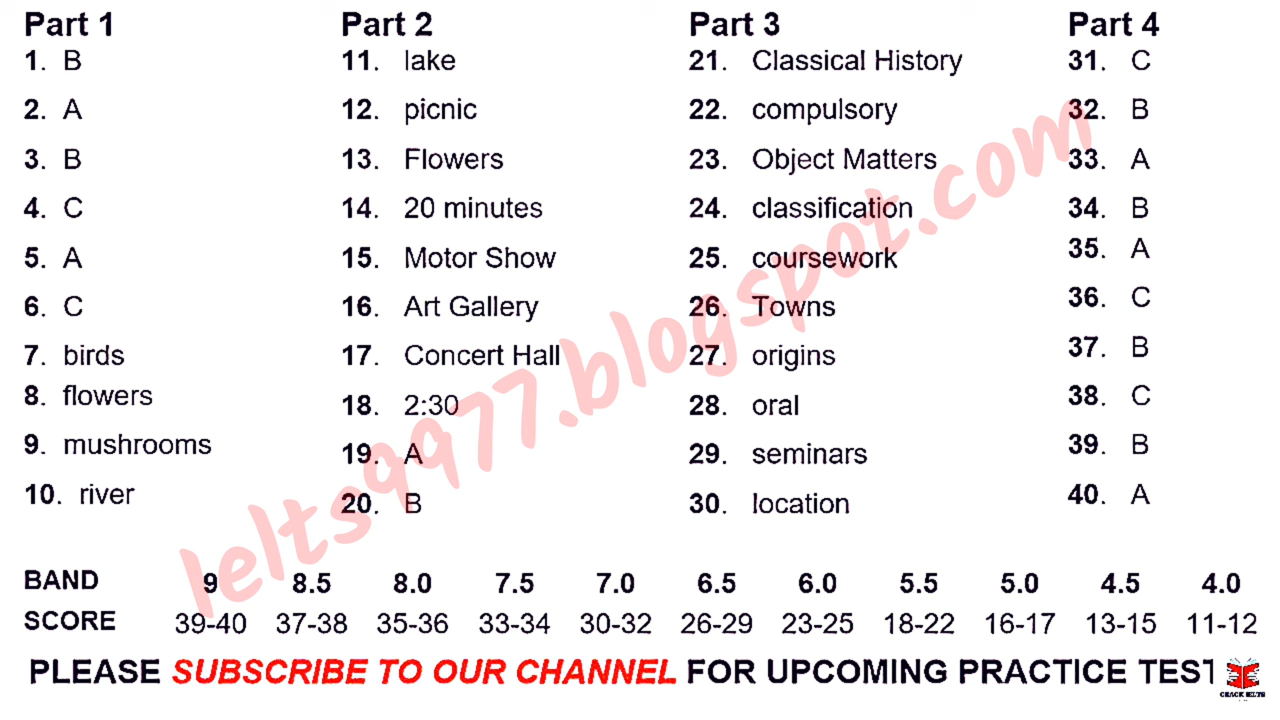 Part 1
1. B
2. A
3. B
4. C
5. A
6. C
7. birds
8. flowers
9. mushrooms
10. river
Part 2
11. lake
12. picnic
13. Flowers
14. 20 minutes
15. Motor Show
16. Art Gallery
17. Concert Hall
18. 2:30
19. A
20. B
Part 3
21. Classical History
22. compulsory
23. Object Matters
24. classification
25. coursework
26. Towns
27. origins
28. oral
29. seminars
30. location
Part 4
31. C
32. B
33. A
34. B
35. A
36. C
37. B
38. C
39. B
40. A
Ielts9977.blogspot.com
BAND 9 8.5 8.0 7.5 7.0 6.5 6.0 5.5 5.0 4.5 4.0
SCORE 39-40 37-38 35-36 33-34 30-32 26-29 23-25 18-22 16-17 13-15 11-12
PLEASE SUBSCRIBE TO OUR CHANNEL FOR UPCOMING PRACTICE TEST
CRACK IELTS